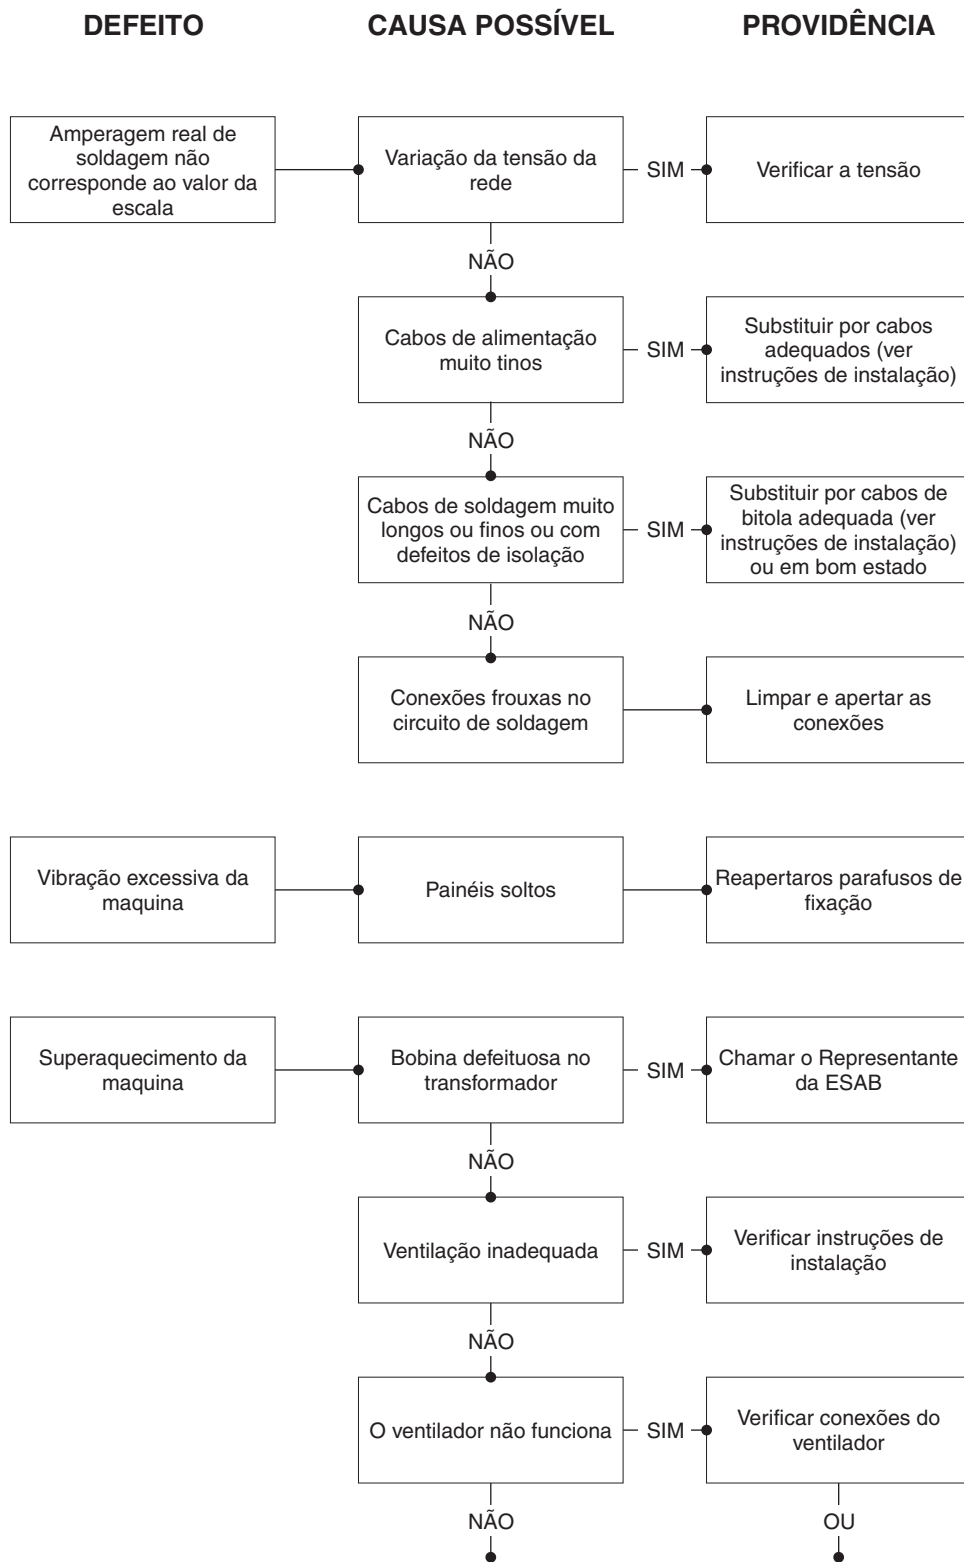 DEFEITO
CAUSA POSSÍVEL
PROVIDÊNCIA
Amperagem real de
soldagem não
corresponde ao valor da
escala
Variação da tensão da
rede
SIM
Verificar a tensão
NÃO
Cabos de alimentação
muito tinos
SIM
Substituir por cabos
adequados (ver
instruções de instalação)
NÃO
Cabos de soldagem muito
longos ou finos ou com
defeitos de isolação
SIM
Substituir por cabos de
bitola adequada (ver
instruções de instalação)
ou em bom estado
NÃO
Conexões frouxas no
circuito de soldagem
Limpar e apertar as
conexões
Vibração excessiva da
maquina
Painéis soltos
Reapertaros parafusos de
fixação
Superaquecimento da
maquina
Bobina defeituosa no
transformador
SIM
Chamar o Representante
da ESAB
NÃO
Ventilação inadequada
SIM
Verificar instruções de
instalação
NÃO
O ventilador não funciona
SIM
Verificar conexões do
ventilador
NÃO
OU